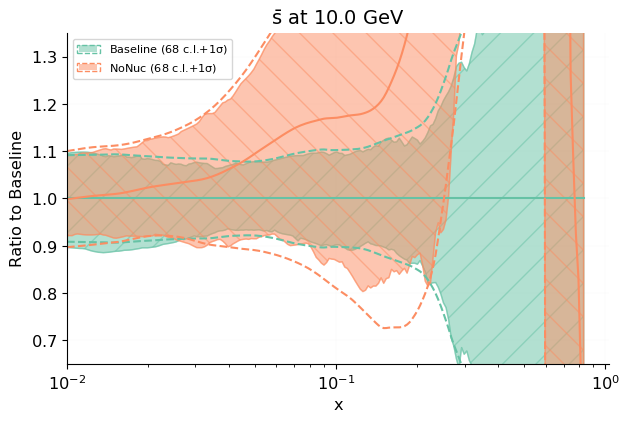 s̄ at 10.0 GeV
Baseline (68 c.l.+1σ)
NoNuc (68 c.l.+1σ)
Ratio to Baseline
1.3
1.2
1.1
1.0
0.9
0.8
0.7
10⁻² 10⁻¹ 10⁰
x